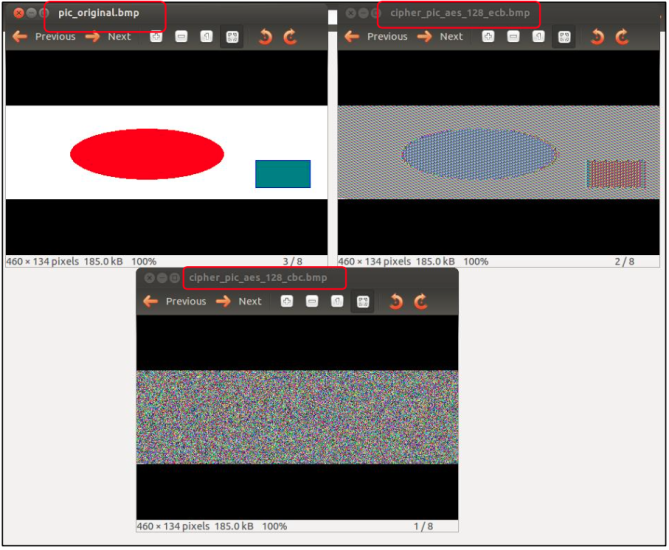 pic_original.bmp
Previous Next
460 × 134 pixels 185.0 kB 100% 3 / 8
cipher_pic_aes_128_ecb.bmp
Previous Next
460 × 134 pixels 185.0 kB 100% 2 / 8
cipher_pic_aes_128_cbc.bmp
Previous Next
460 × 134 pixels 185.0 kB 100% 1 / 8